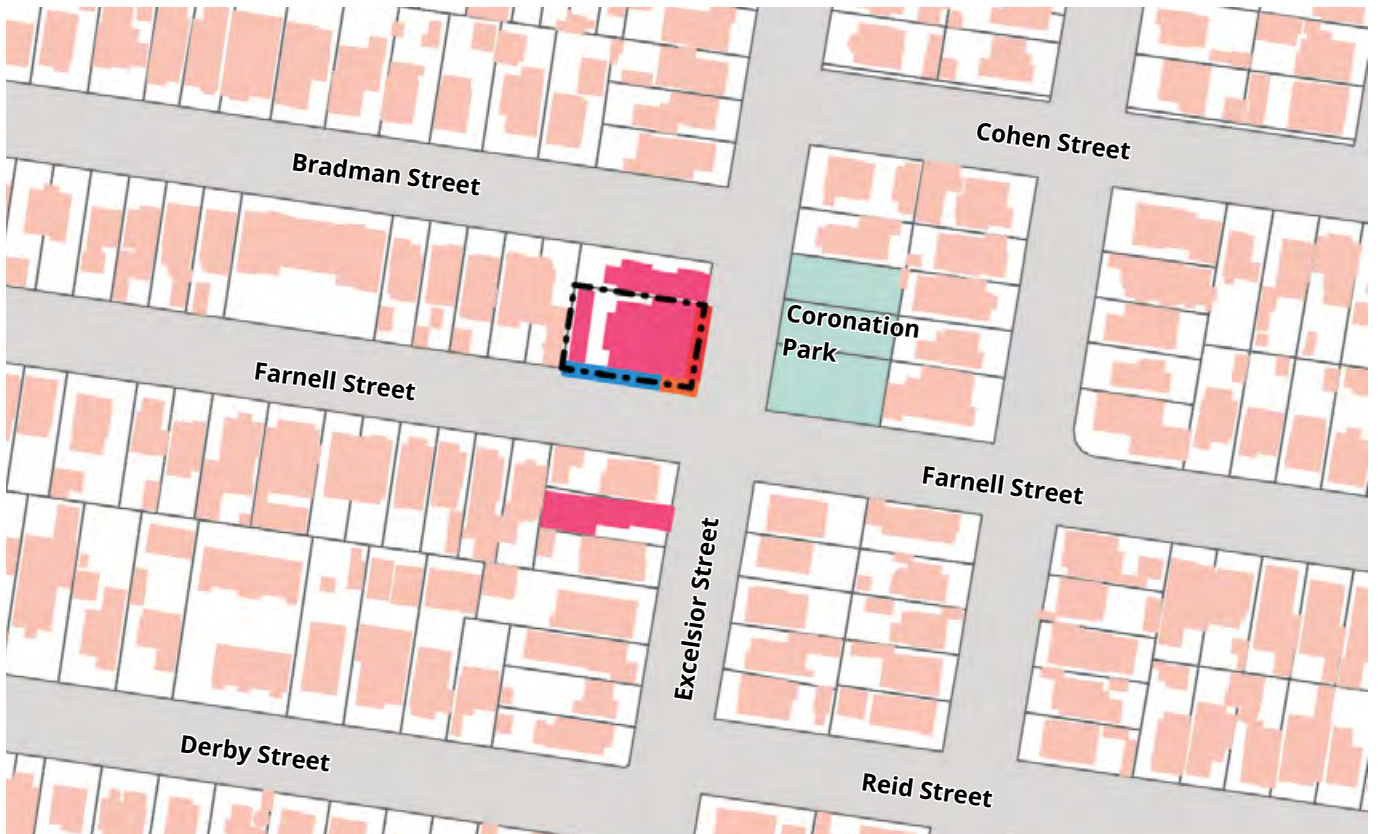 Cohen Street
Bradman Street
Coronation
Park
Farnell Street
Farnell Street
Excelsior Street
Derby Street
Reid Street